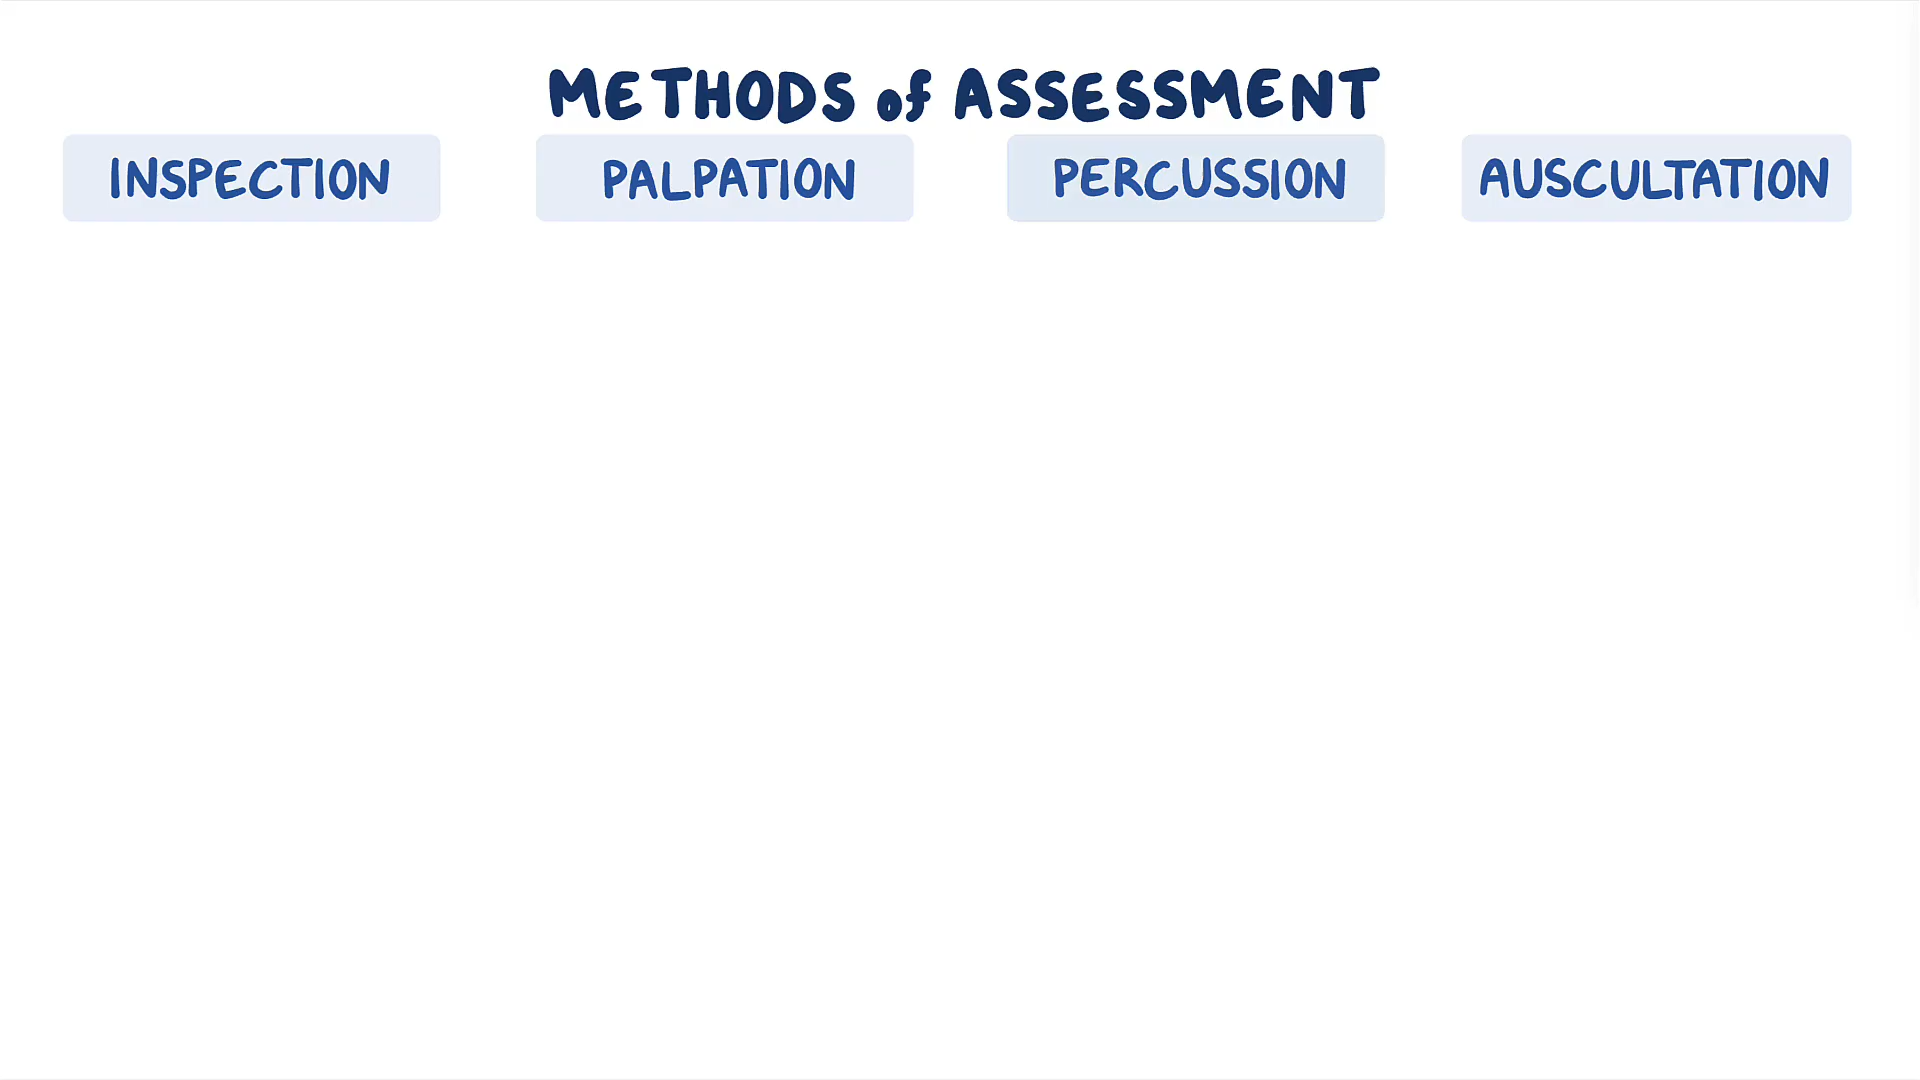 METHODS of ASSESSMENT
INSPECTION PALPATION PERCUSSION AUSCULTATION